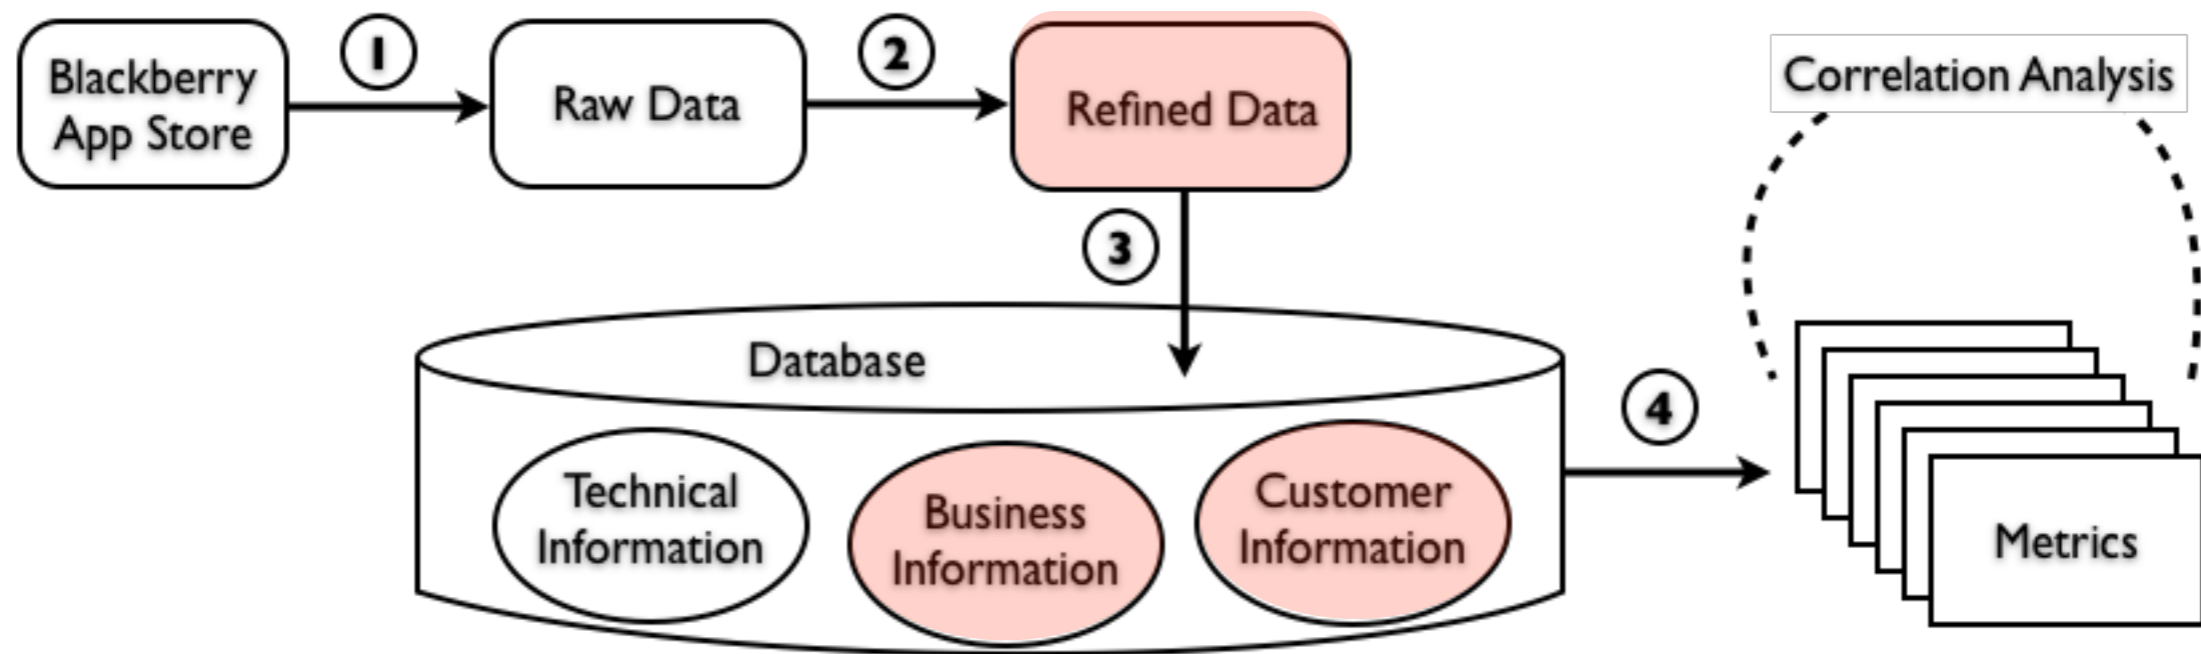 Blackberry
App Store
1
Raw Data
2
Refined Data
Correlation Analysis
3
Database
4
Technical
Information
Business
Information
Customer
Information
Metrics